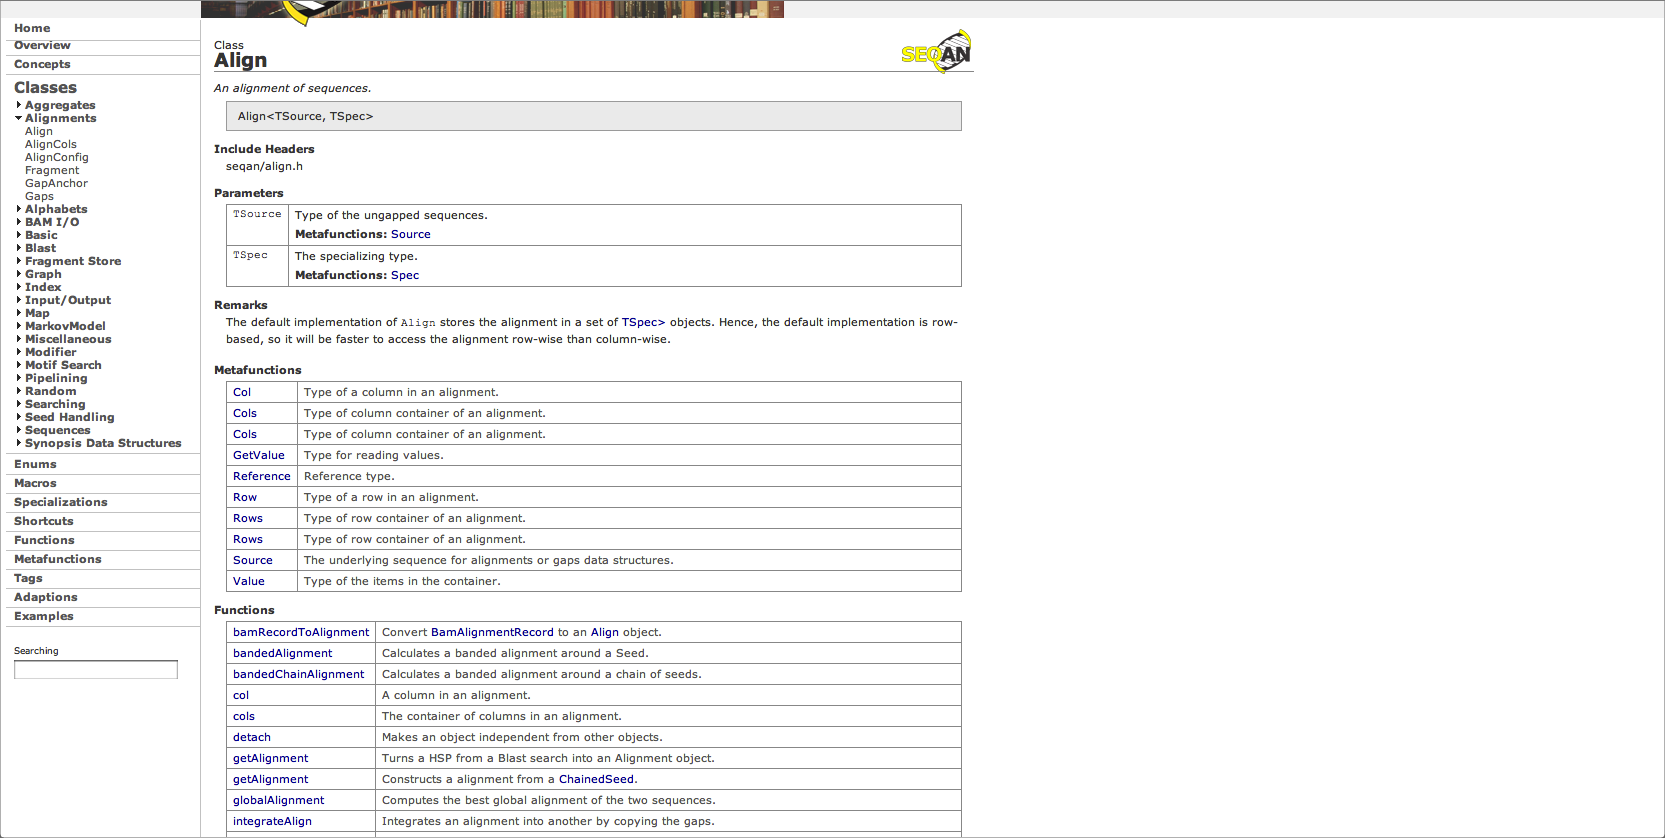 Home
Overview
Concepts
Classes
Aggregates
Alignments
Align
AlignCols
AlignConfig
Fragment
GapAnchor
Gaps
Alphabets
BAM I/O
Basic
Blast
Fragment Store
Graph
Index
Input/Output
Map
MarkovModel
Miscellaneous
Modifier
Motif Search
Pipelining
Random
Searching
Seed Handling
Sequences
Synopsis Data Structures
Enums
Macros
Specializations
Shortcuts
Functions
Metafunctions
Tags
Adaptions
Examples
Searching
Class
Align
SEQAN
An alignment of sequences.
Align<TSource, TSpec>
Include Headers
seqan/align.h
Parameters
TSource Type of the ungapped sequences.
Metafunctions: Source
TSpec The specializing type.
Metafunctions: Spec
Remarks
The default implementation of Align stores the alignment in a set of TSpec> objects. Hence, the default implementation is row-
based, so it will be faster to access the alignment row-wise than column-wise.
Metafunctions
Col Type of a column in an alignment.
Cols Type of column container of an alignment.
Cols Type of column container of an alignment.
GetValue Type for reading values.
Reference Reference type.
Row Type of a row in an alignment.
Rows Type of row container of an alignment.
Rows Type of row container of an alignment.
Source The underlying sequence for alignments or gaps data structures.
Value Type of the items in the container.
Functions
bamRecordToAlignment Convert BamAlignmentRecord to an Align object.
bandedAlignment Calculates a banded alignment around a Seed.
bandedChainAlignment Calculates a banded alignment around a chain of seeds.
col A column in an alignment.
cols The container of columns in an alignment.
detach Makes an object independent from other objects.
getAlignment Turns a HSP from a Blast search into an Alignment object.
getAlignment Constructs a alignment from a ChainedSeed.
globalAlignment Computes the best global alignment of the two sequences.
integrateAlign Integrates an alignment into another by copying the gaps.